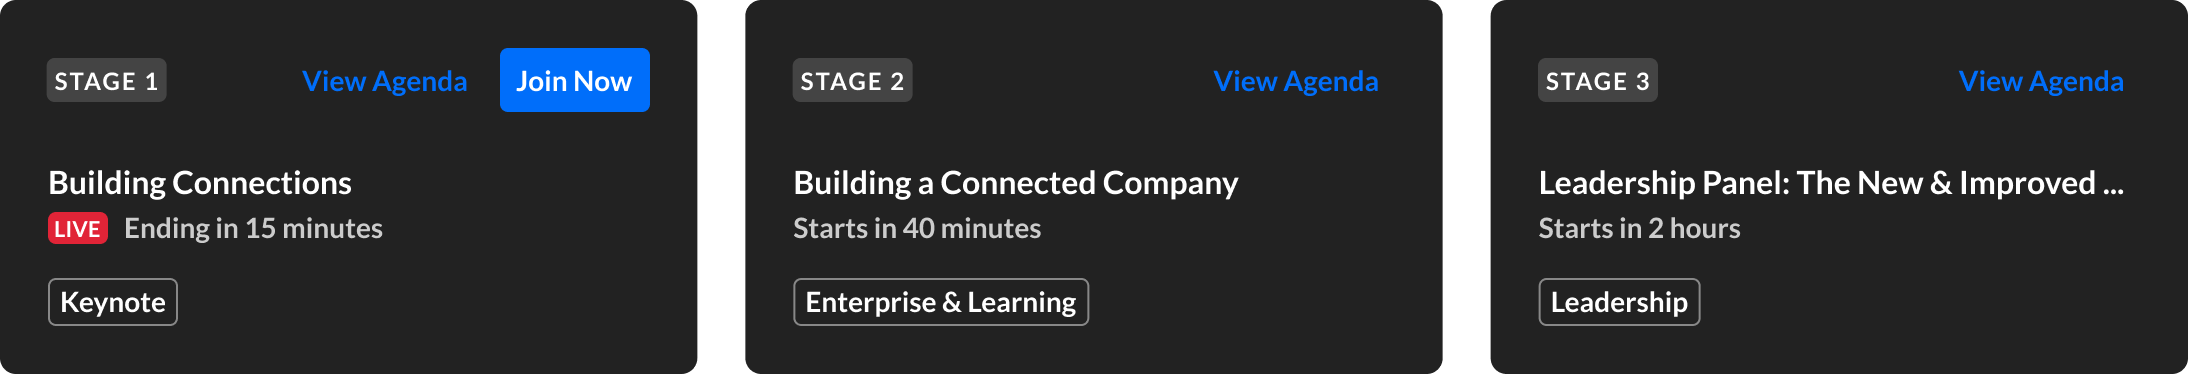 STAGE 1
View Agenda
Join Now
Building Connections
LIVE Ending in 15 minutes
Keynote
STAGE 2
View Agenda
Building a Connected Company
Starts in 40 minutes
Enterprise & Learning
STAGE 3
View Agenda
Leadership Panel: The New & Improved ...
Starts in 2 hours
Leadership